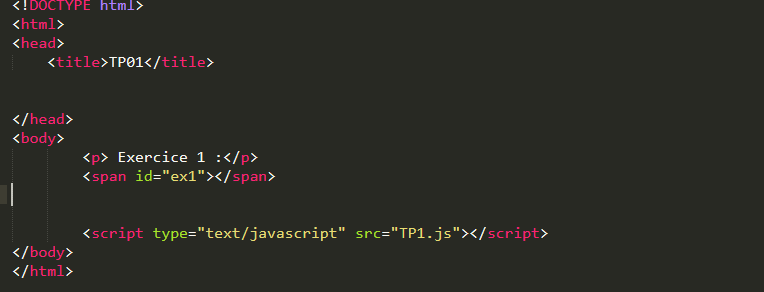 <!DOCTYPE html>
<html>
<head>
<title>TP01</title>
</head>
<body>
<p> Exercice 1 :</p>
<span id="ex1"></span>
<script type="text/javascript" src="TP1.js"></script>
</body>
</html>